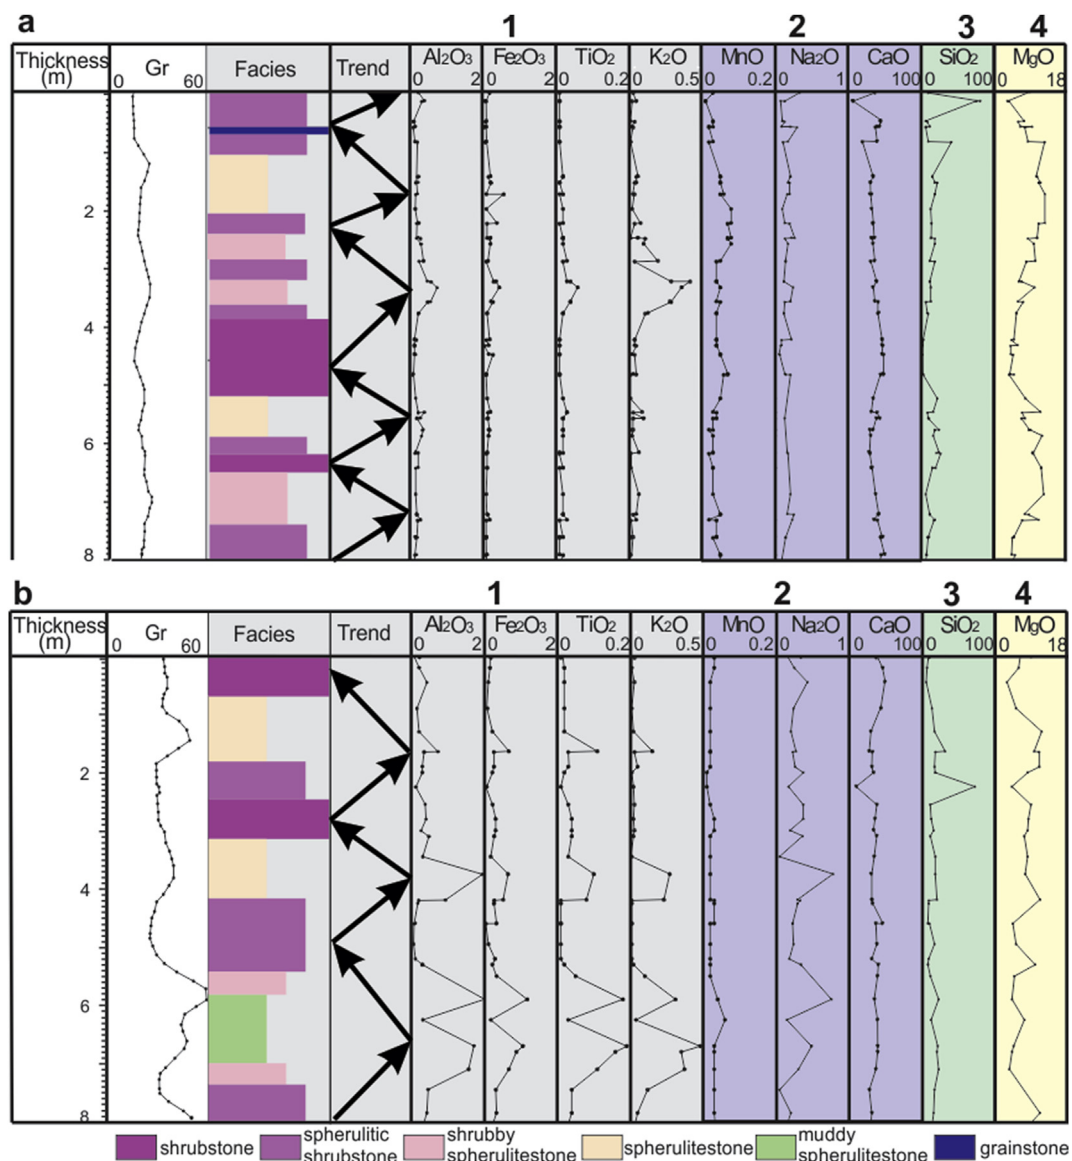 a
1 2 3 4
Thickness (m) Gr Facies Trend Al₂O₃ Fe₂O₃ TiO₂ K₂O MnO Na₂O CaO SiO₂ MgO
0 60 0 2 0 2 0 0.2 0 0.5 0 0.2 0 1 0 100 0 100 0 18
2
4
6
8
b
1 2 3 4
Thickness (m) Gr Facies Trend Al₂O₃ Fe₂O₃ TiO₂ K₂O MnO Na₂O CaO SiO₂ MgO
0 60 0 2 0 2 0 0.2 0 0.5 0 0.2 0 1 0 100 0 100 0 18
2
4
6
8
shrubstone spherulitic shrubstone shrubby spherulitestone spherulitestone muddy spherulitestone grainstone